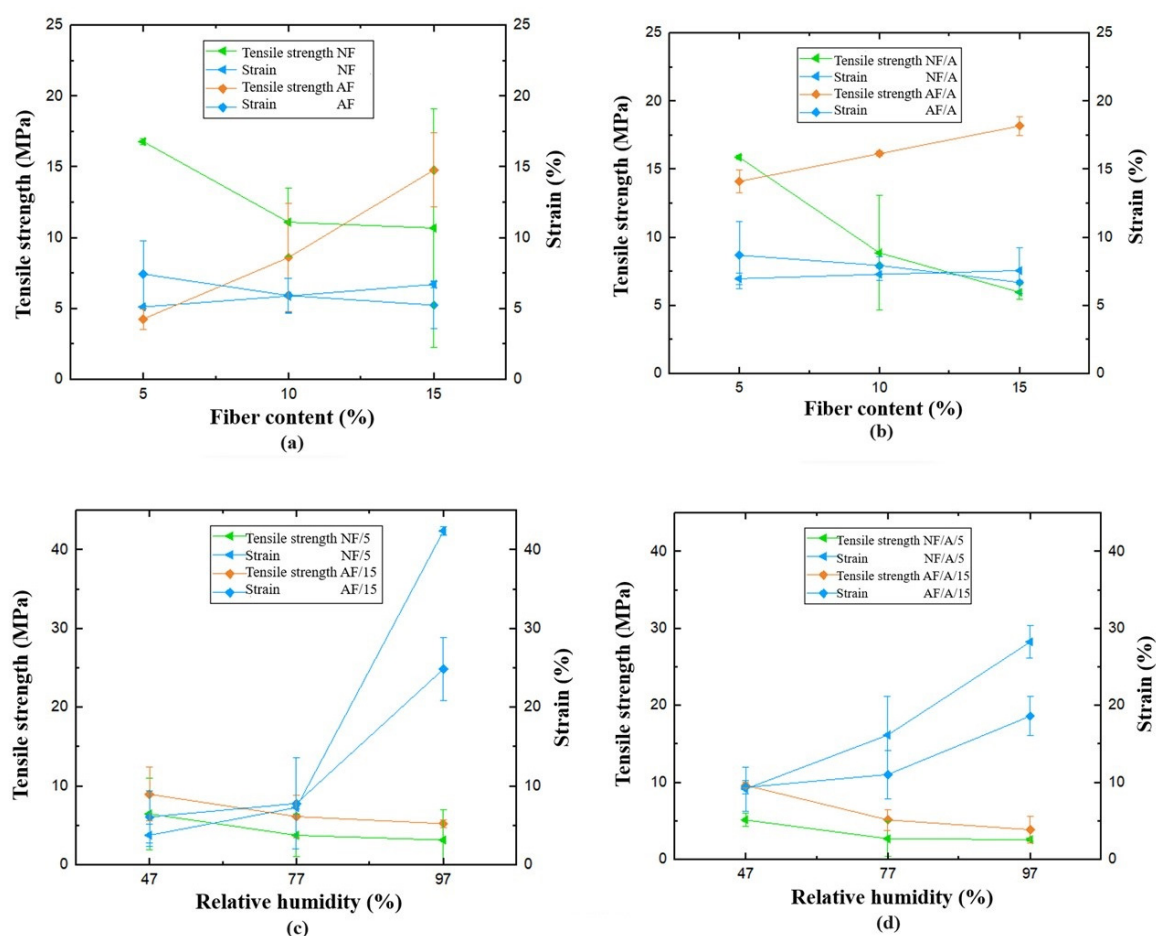 25
20
15
10
5
0
Tensile strength (MPa)
Tensile strength NF
Strain NF
Tensile strength AF
Strain AF
25
20
15
10
5
0
Strain (%)
5 10 15
Fiber content (%)
(a)
25
20
15
10
5
0
Tensile strength (MPa)
Tensile strength NF/A
Strain NF/A
Tensile strength AF/A
Strain AF/A
25
20
15
10
5
0
Strain (%)
5 10 15
Fiber content (%)
(b)
40
30
20
10
0
Tensile strength (MPa)
Tensile strength NF/5
Strain NF/5
Tensile strength AF/15
Strain AF/15
40
30
20
10
0
Strain (%)
47 77 97
Relative humidity (%)
(c)
40
30
20
10
0
Tensile strength (MPa)
Tensile strength NF/A/5
Strain NF/A/5
Tensile strength AF/A/15
Strain AF/A/15
40
30
20
10
0
Strain (%)
47 77 97
Relative humidity (%)
(d)